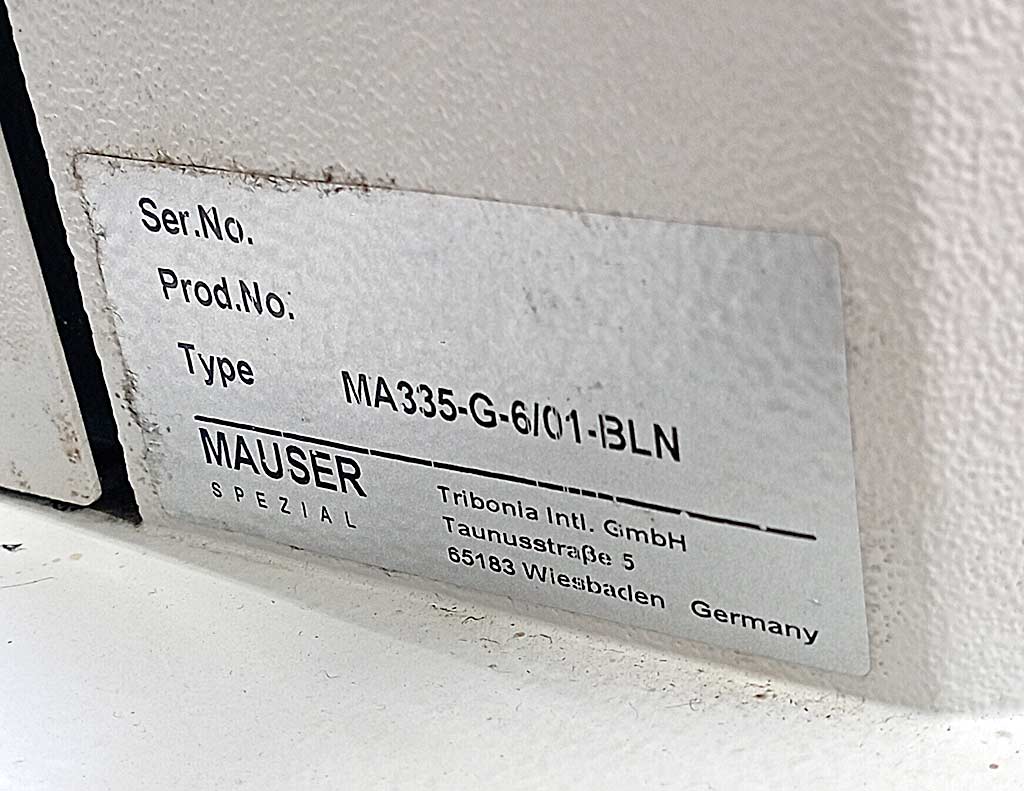 Ser.No.
Prod.No.
Type MA335-G-6/01-BLN
MAUSER
SPEZIAL
Tribonia Intl. GmbH
Taunusstraße 5
65183 Wiesbaden Germany